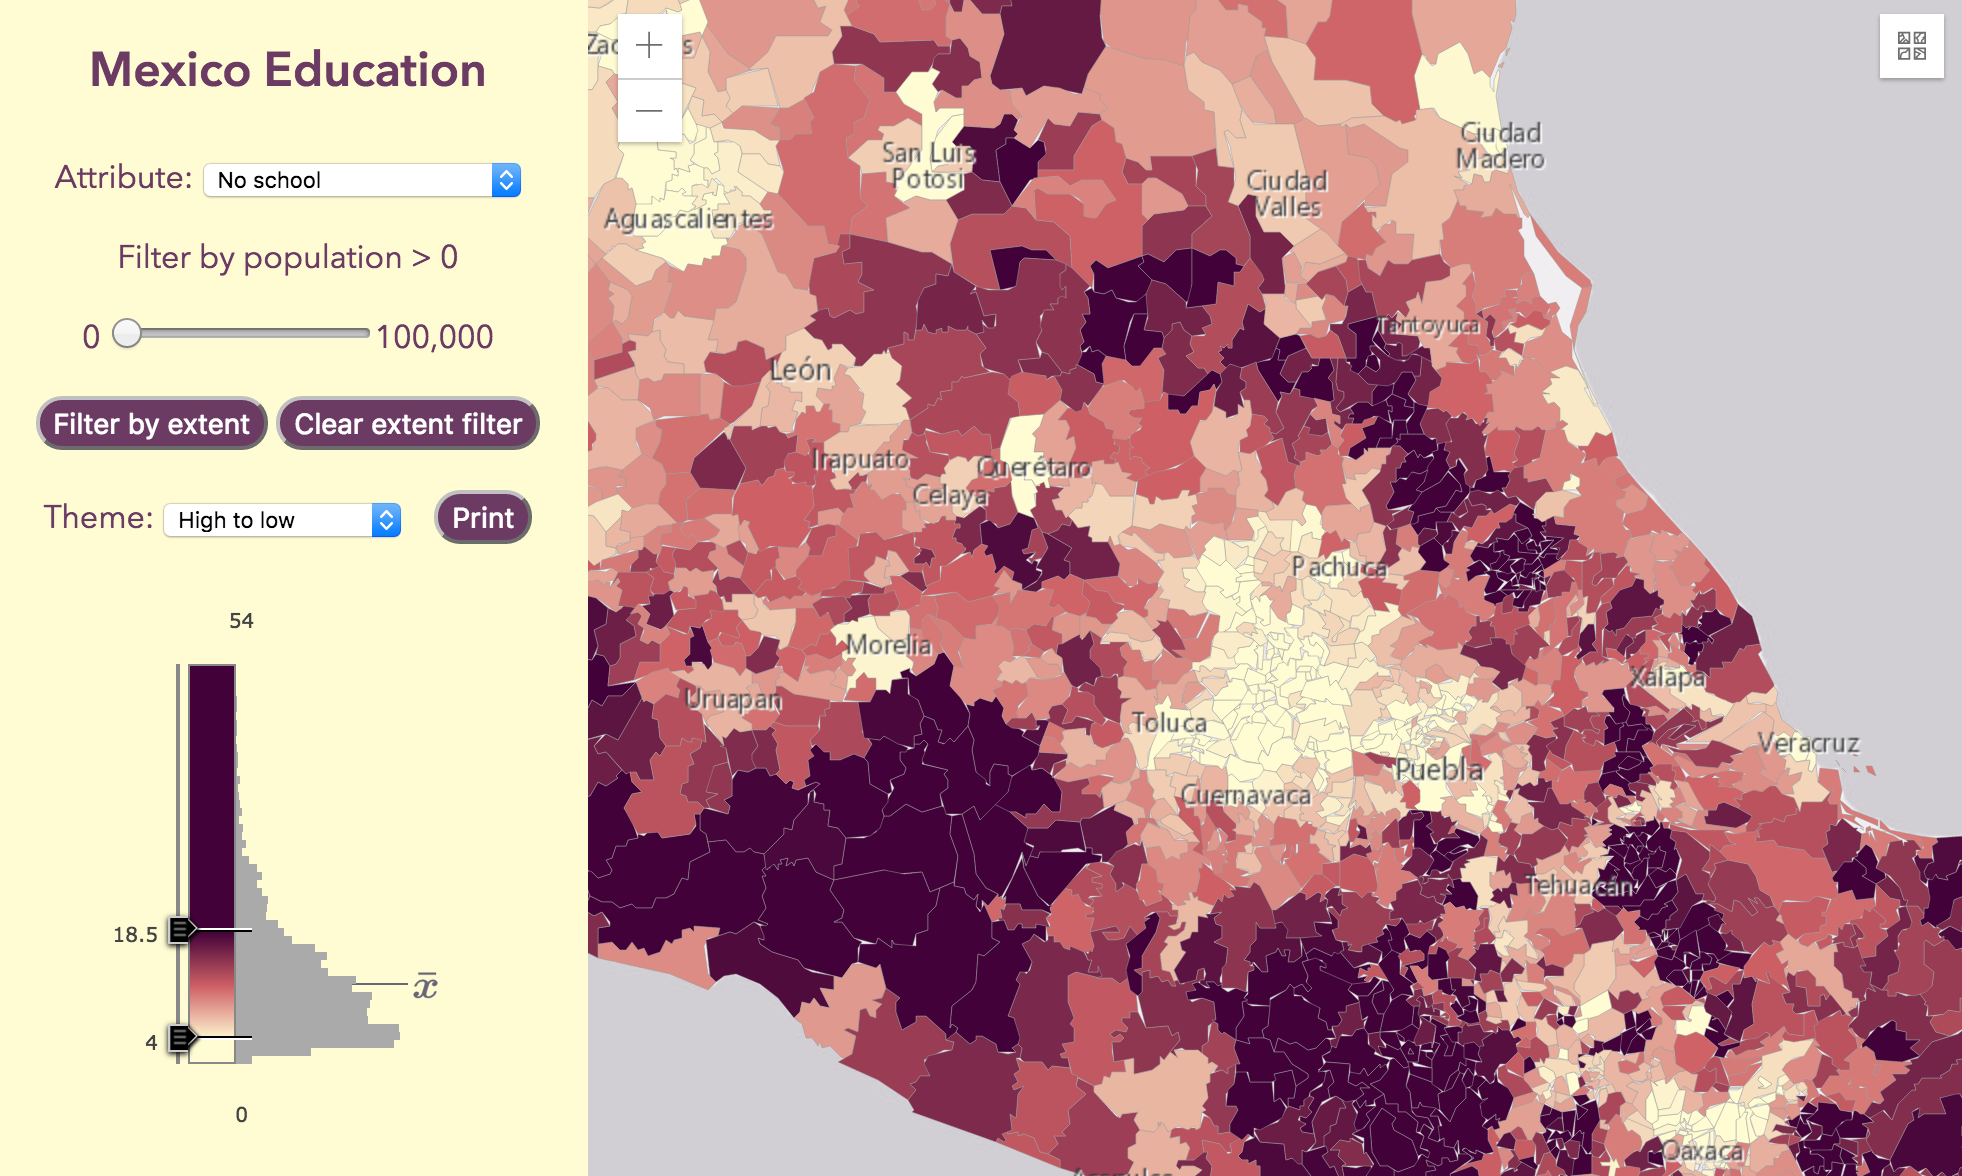 Mexico Education
Attribute: No school
Filter by population > 0
0 100,000
Filter by extent Clear extent filter
Theme: High to low Print
54
18.5
x̄
4
0
+
−
San Luis
Potosi
Aguascalientes
Ciudad
Madero
Ciudad
Valles
Tantoyuca
León
Irapuato
Querétaro
Celaya
Pachuca
Morelia
Uruapan
Xalapa
Toluca
Veracruz
Puebla
Cuernavaca
Tehuacán
Oaxaca